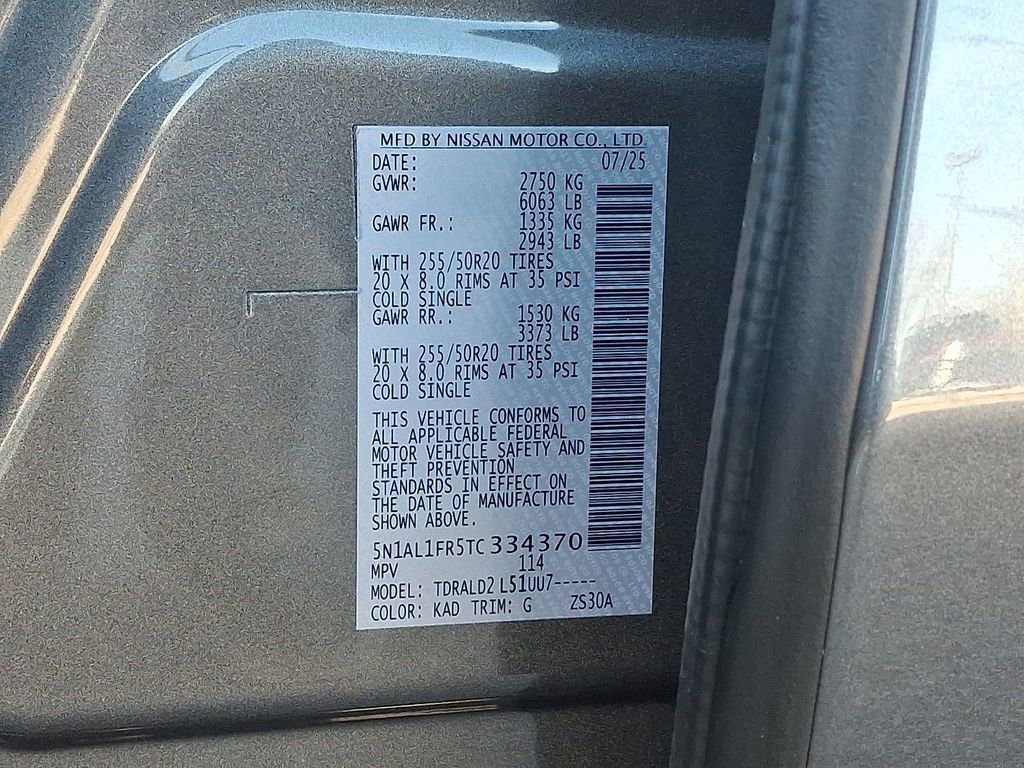 MFD BY NISSAN MOTOR CO., LTD.
DATE: 07/25
GVWR: 2750 KG
6063 LB
GAWR FR.: 1335 KG
2943 LB
WITH 255/50R20 TIRES
20 X 8.0 RIMS AT 35 PSI
COLD SINGLE
GAWR RR.: 1530 KG
3373 LB
WITH 255/50R20 TIRES
20 X 8.0 RIMS AT 35 PSI
COLD SINGLE
THIS VEHICLE CONFORMS TO
ALL APPLICABLE FEDERAL
MOTOR VEHICLE SAFETY AND
THEFT PREVENTION
STANDARDS IN EFFECT ON
THE DATE OF MANUFACTURE
SHOWN ABOVE.
5N1AL1FR5TC334370
MPV 114
MODEL: TDRALD2 L51UU7-----
COLOR: KAD TRIM: G ZS30A